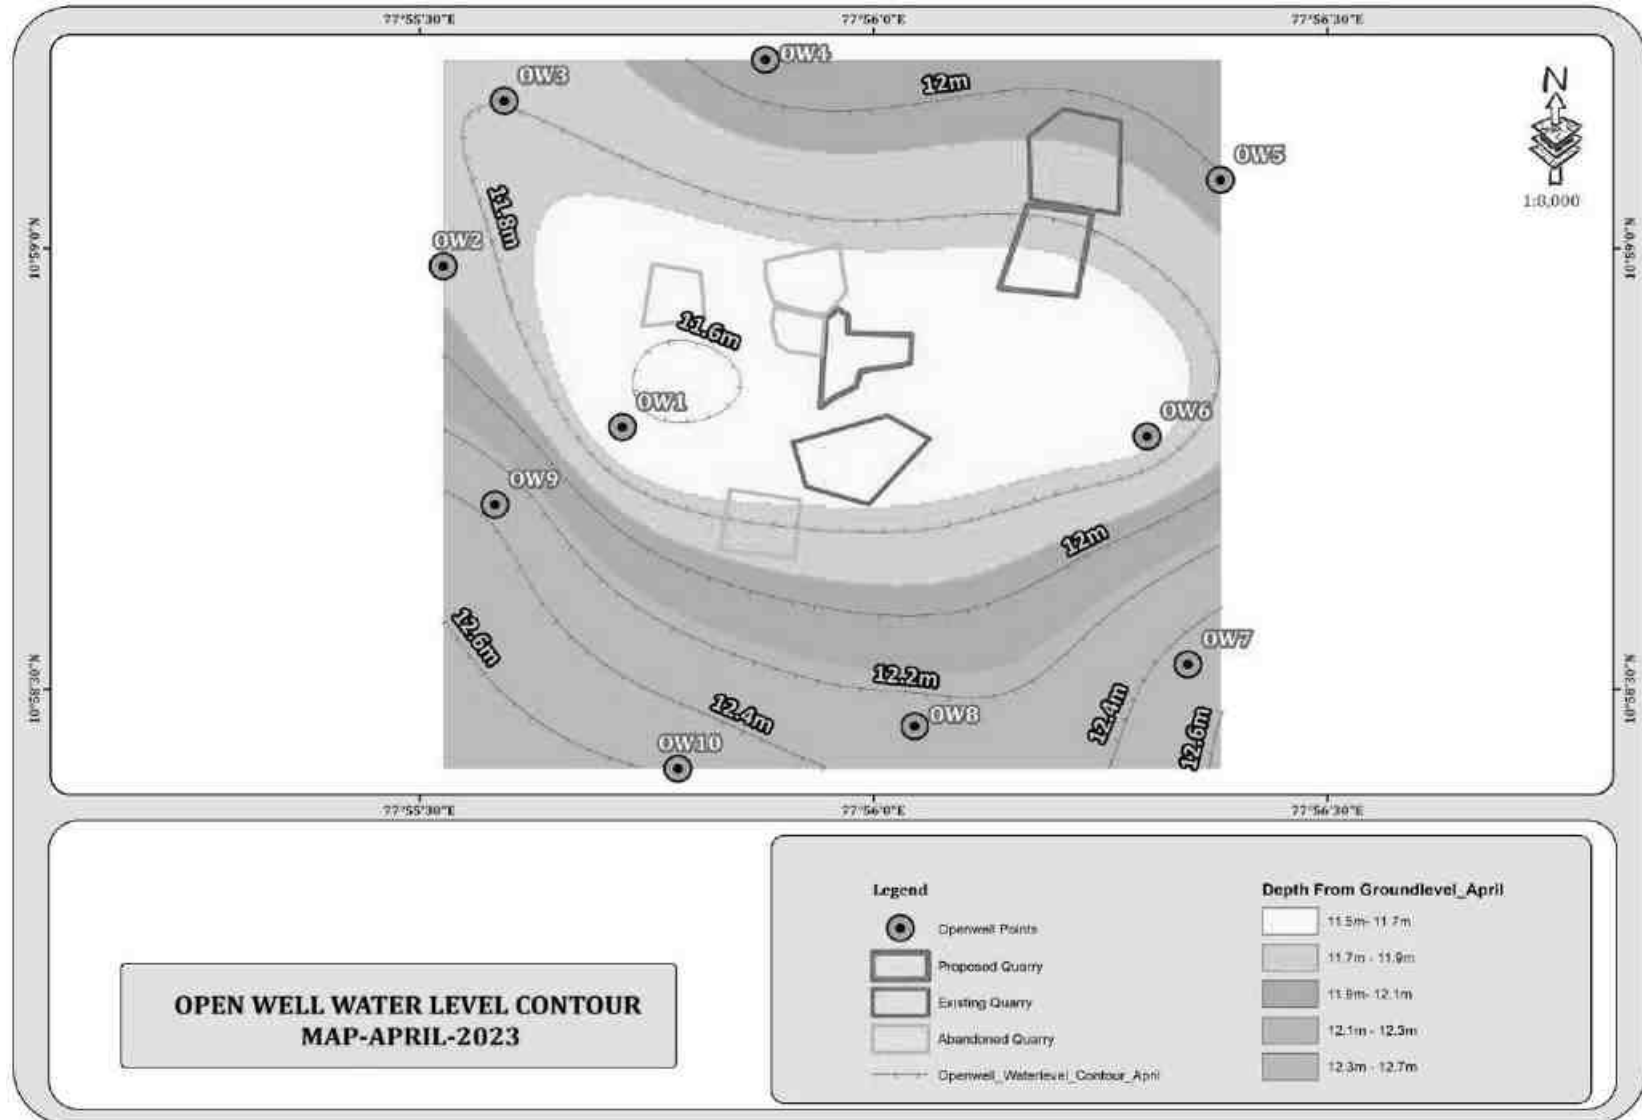 77°55'30"E 77°56'0"E 77°56'30"E
OW4
OW3
12m
N
OW5
1:8,000
11.8m
10°59'0"N
OW2
10°59'0"N
11.6m
OW1
OW6
OW9
12m
12.6m
OW7
10°58'30"N
12.2m
10°58'30"N
12.4m
12.4m
OW8
12.6m
OW10
77°55'30"E 77°56'0"E 77°56'30"E
Legend
Openwell Points
Proposed Quarry
Existing Quarry
Abandoned Quarry
Openwell_Waterlevel_Contour_April
Depth From Groundlevel_April
11.5m- 11.7m
11.7m - 11.9m
11.9m- 12.1m
12.1m - 12.3m
12.3m - 12.7m
OPEN WELL WATER LEVEL CONTOUR
MAP-APRIL-2023